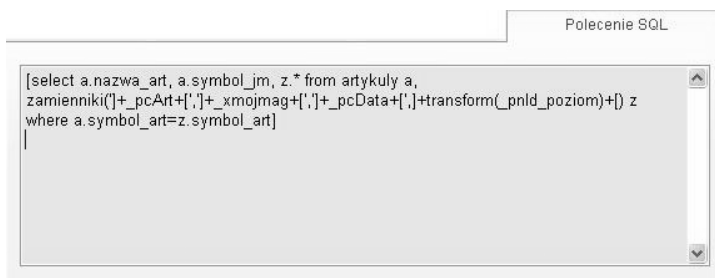 Polecenie SQL
[select a.nazwa_art, a.symbol_jm, z.* from artykuly a,
zamienniki(']+_pcArt+[',']+_xmojmag+[',']+_pcData+[',]+transform(_pnId_poziom)+[) z
where a.symbol_art=z.symbol_art]